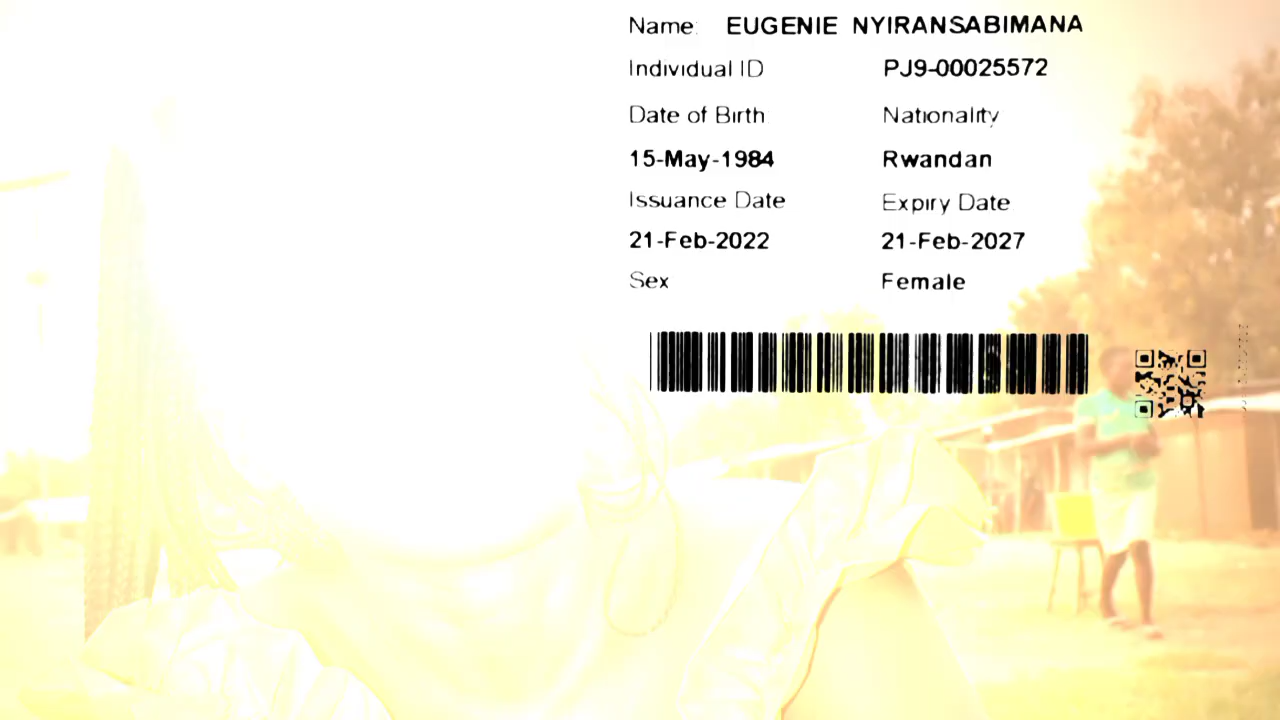 Name: EUGENIE NYIRANSABIMANA
Individual ID PJ9-00025572
Date of Birth Nationality
15-May-1984 Rwandan
Issuance Date Expiry Date
21-Feb-2022 21-Feb-2027
Sex Female